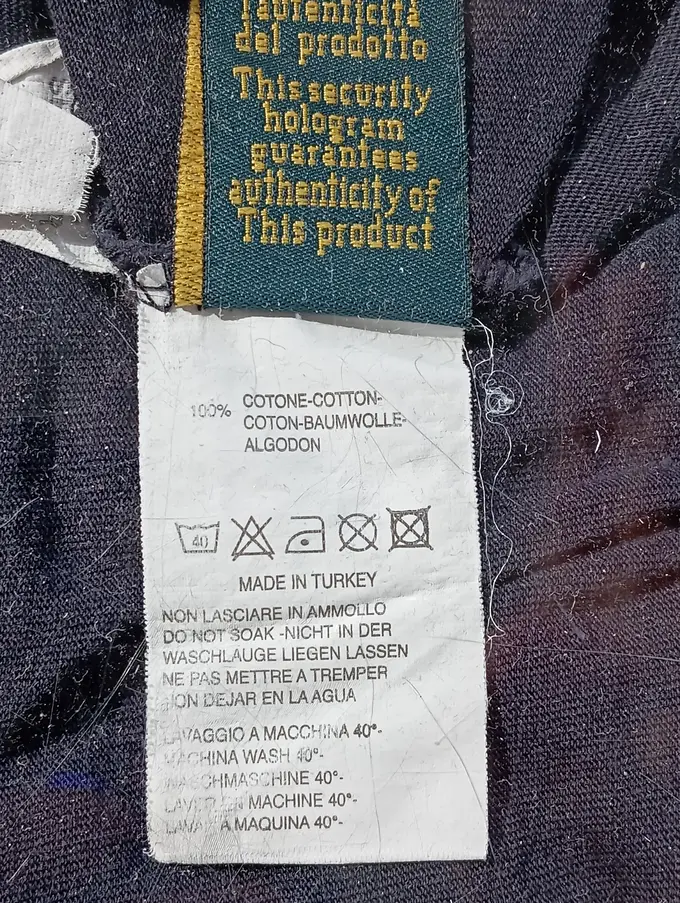 l'autenticità
del prodotto
This security
hologram
guarantees
authenticity of
This product
100% COTONE-COTTON-
COTON-BAUMWOLLE-
ALGODON
40
MADE IN TURKEY
NON LASCIARE IN AMMOLLO
DO NOT SOAK -NICHT IN DER
WASCHLAUGE LIEGEN LASSEN
NE PAS METTRE A TREMPER
NON DEJAR EN LA AGUA
LAVAGGIO A MACCHINA 40°-
MACHINA WASH 40°-
WASCHMASCHINE 40°-
LAVER EN MACHINE 40°-
A MAQUINA 40°-